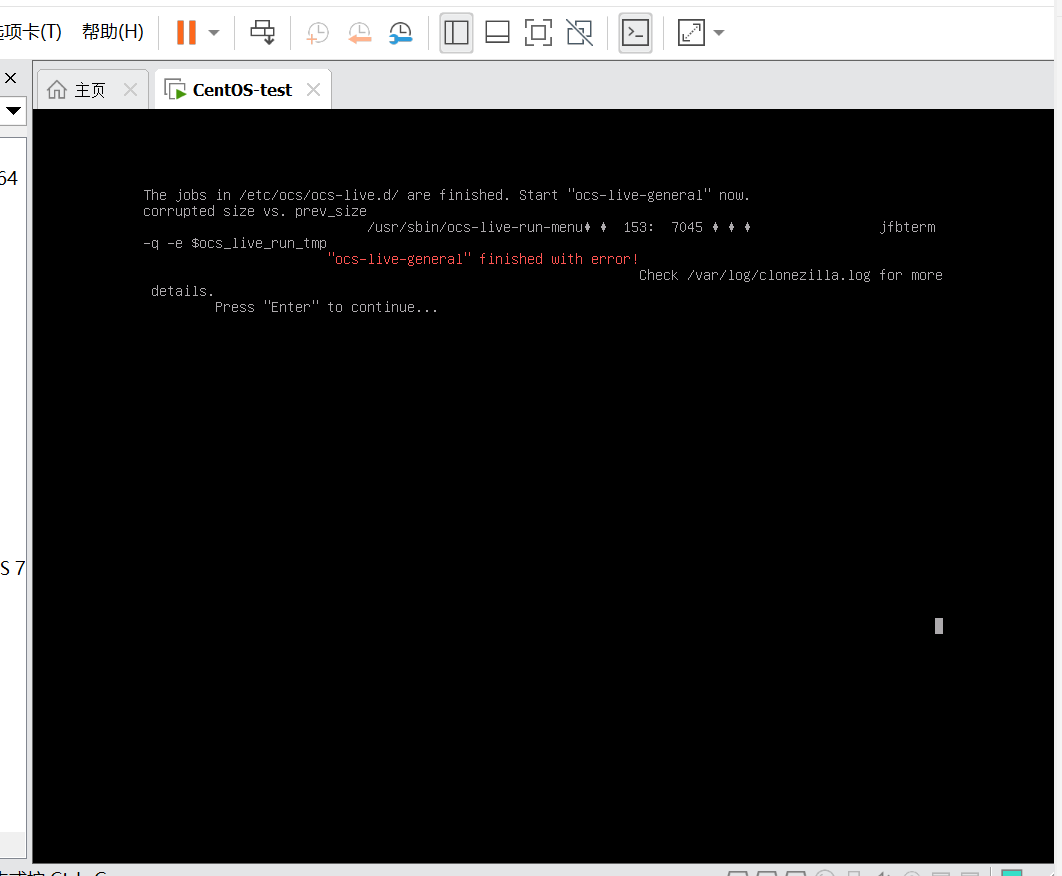 选项卡(T) 帮助(H)
主页 CentOS-test
64
The jobs in /etc/ocs/ocs-live.d/ are finished. Start "ocs-live-general" now.
corrupted size vs. prev_size
/usr/sbin/ocs-live-run-menu♦ ♦ 153: 7045 ♦ ♦ ♦ jfbterm
-q -e $ocs_live_run_tmp
"ocs-live-general" finished with error!
Check /var/log/clonezilla.log for more
details.
Press "Enter" to continue...
S 7